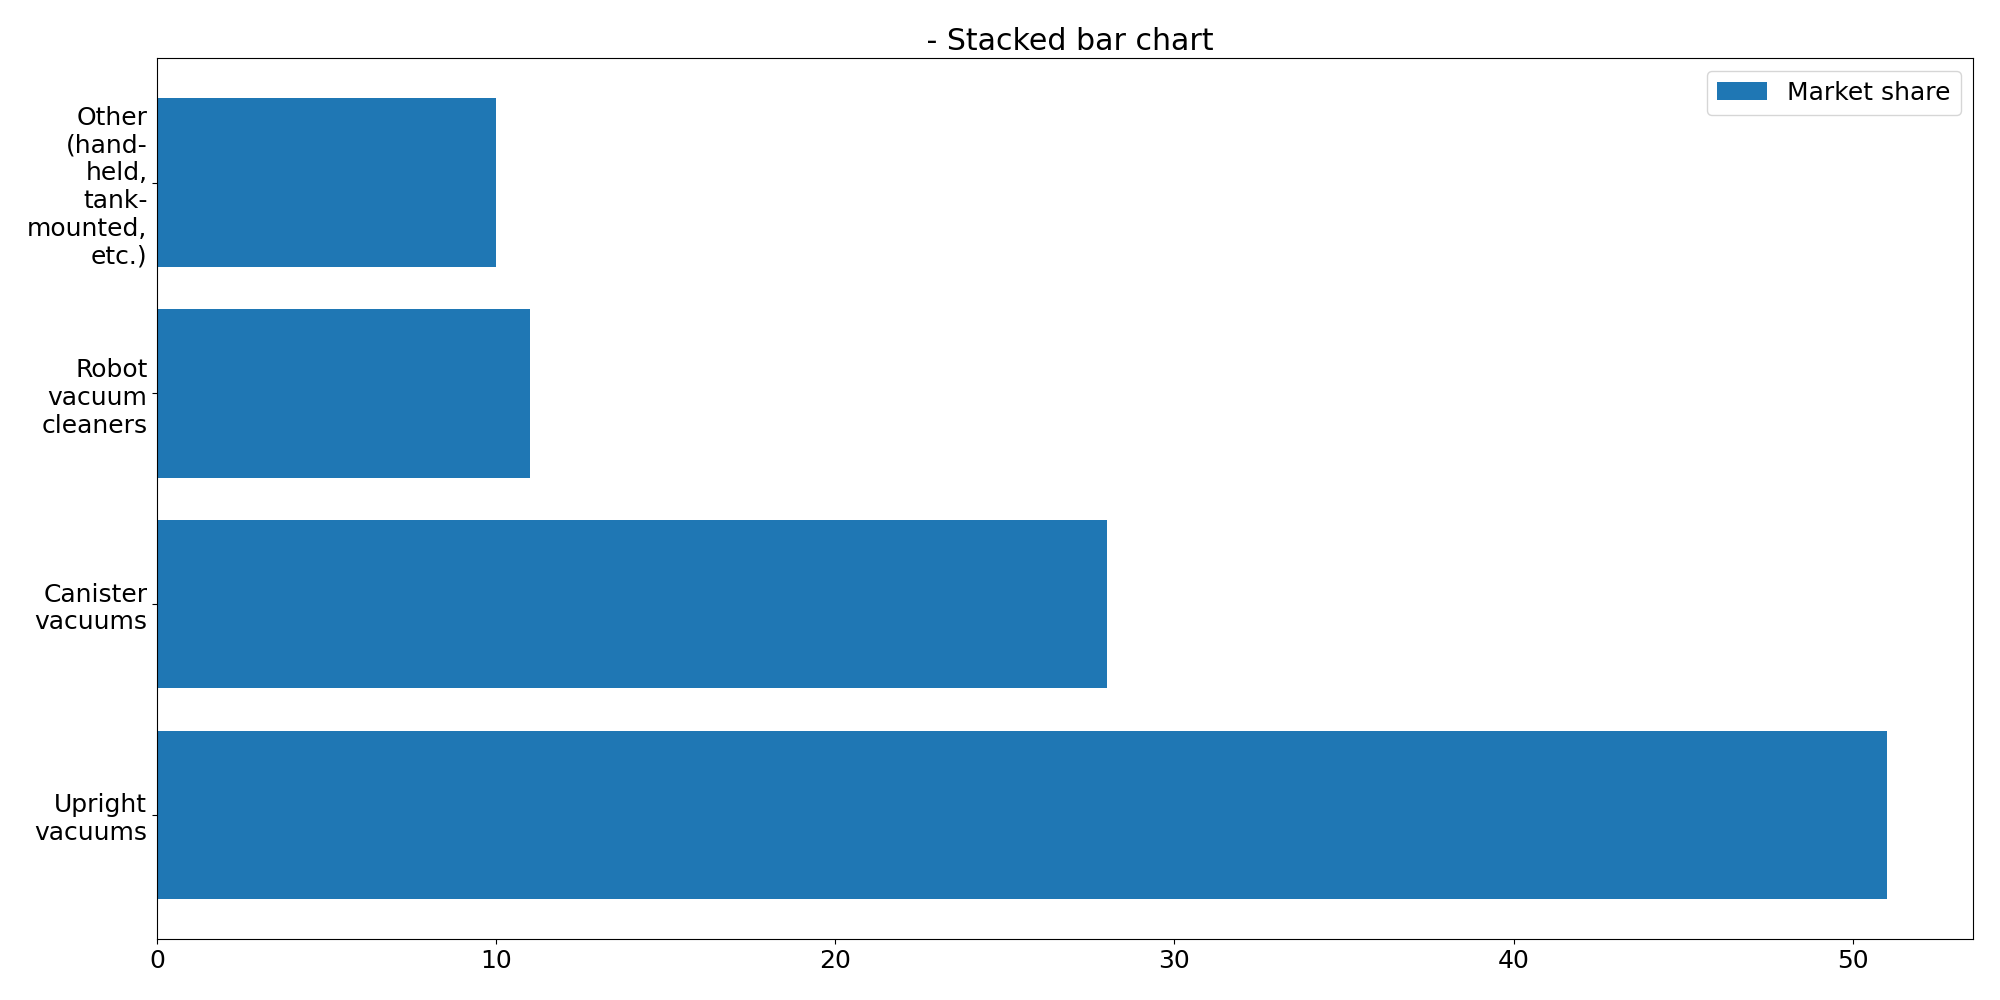 - Stacked bar chart
Market share
Other
(hand-
held,
tank-
mounted,
etc.)
Robot
vacuum
cleaners
Canister
vacuums
Upright
vacuums
0
10
20
30
40
50